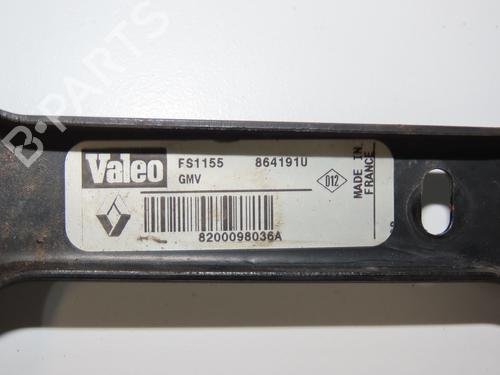 Valeo FS1155 864191U
GMV
D12
MADE IN
FRANCE
8200098036A
B-PARTS